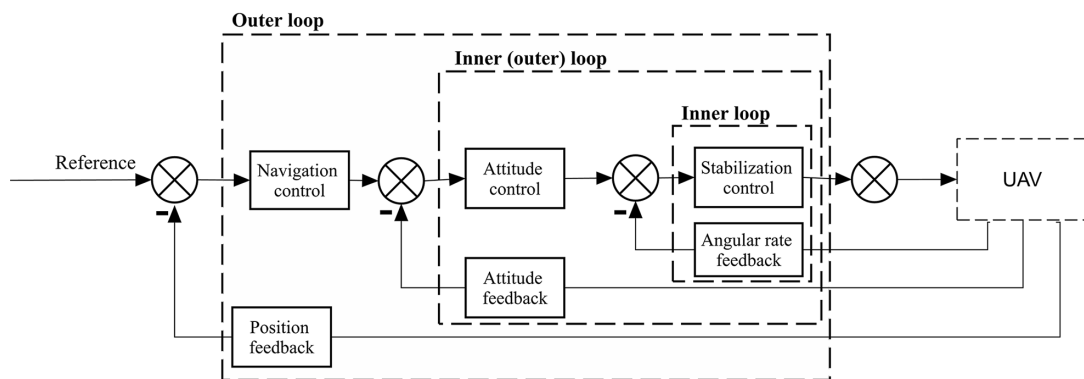 Outer loop
Inner (outer) loop
Inner loop
Reference
Navigation
control
Attitude
control
Stabilization
control
UAV
Angular rate
feedback
Attitude
feedback
Position
feedback
-
-
-